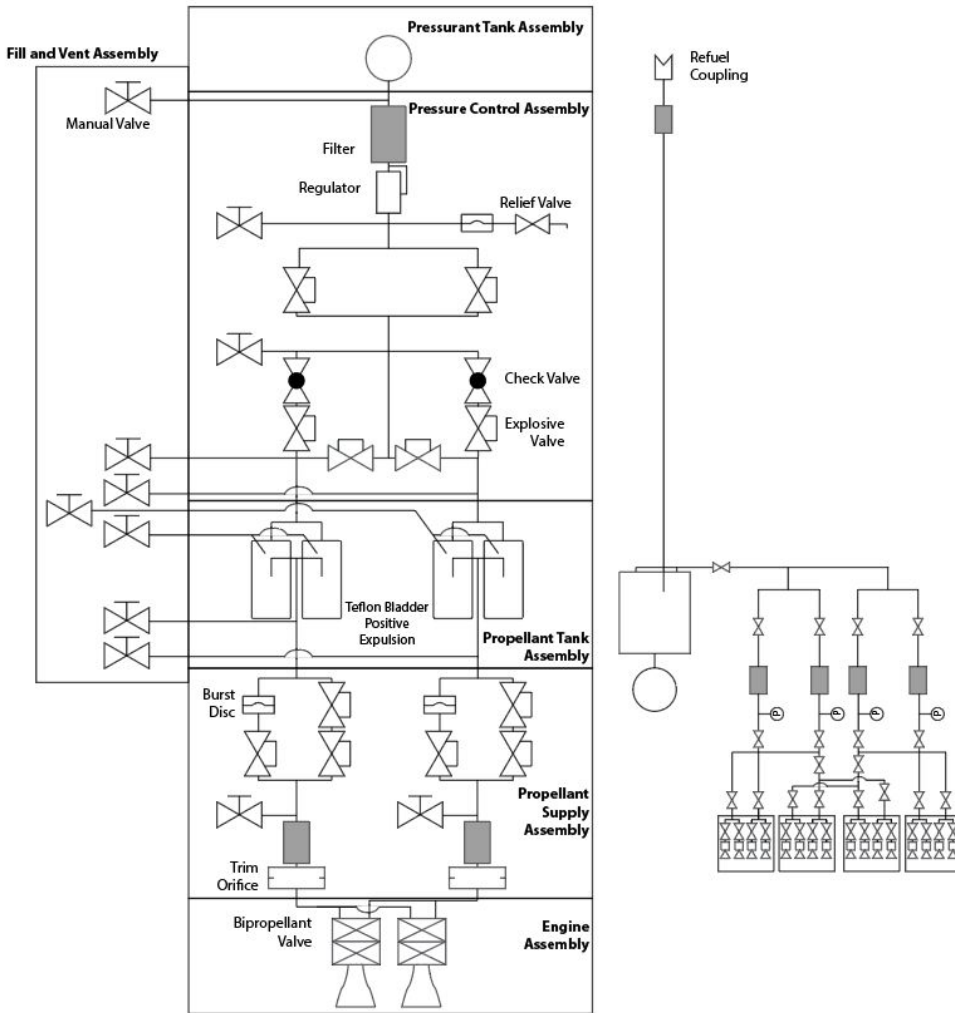 Pressurant Tank Assembly
Fill and Vent Assembly
Refuel
Coupling
Pressure Control Assembly
Manual Valve
Filter
Regulator
Relief Valve
Check Valve
Explosive
Valve
Teflon Bladder
Positive
Expulsion
Propellant Tank
Assembly
Burst
Disc
P
P
P
P
Propellant
Supply
Assembly
Trim
Orifice
Bipropellant
Valve
Engine
Assembly